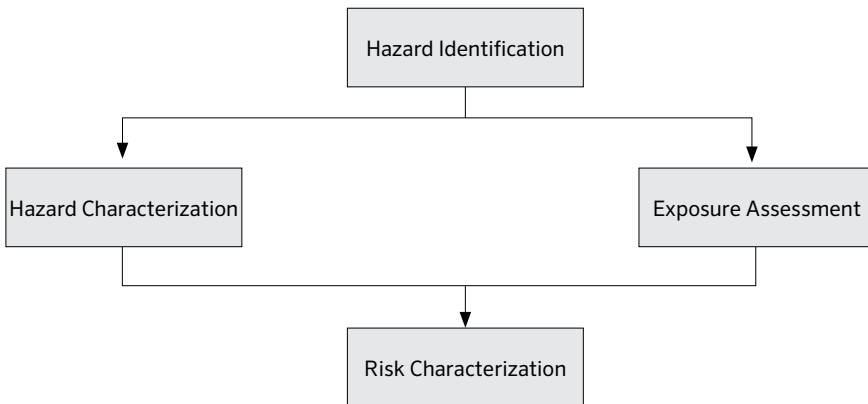 Hazard Identification
Hazard Characterization
Exposure Assessment
Risk Characterization